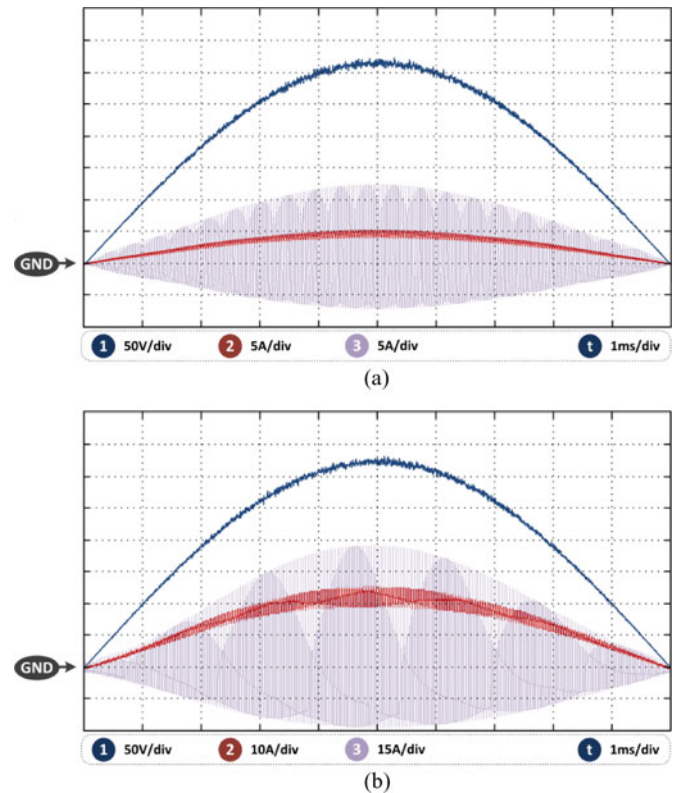 GND
1 50V/div 2 5A/div 3 5A/div t 1ms/div
(a)
GND
1 50V/div 2 10A/div 3 15A/div t 1ms/div
(b)